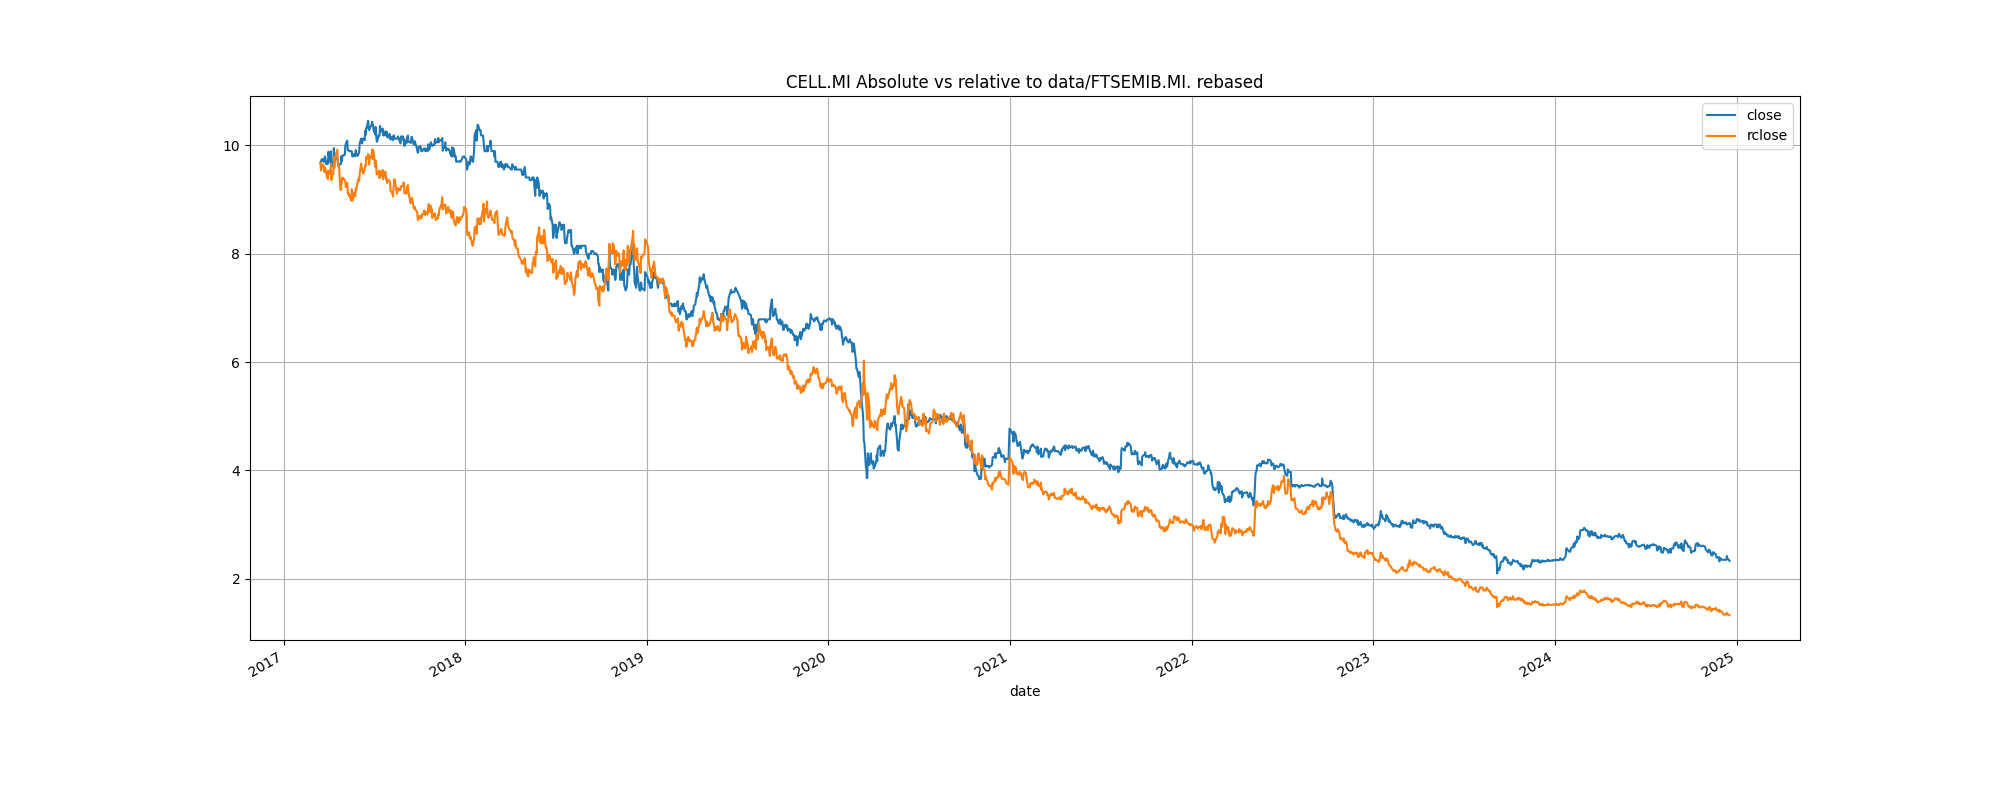 CELL.MI Absolute vs relative to data/FTSEMIB.MI. rebased
close
rclose
10
8
6
4
2
2017 2018 2019 2020 2021 2022 2023 2024 2025
date